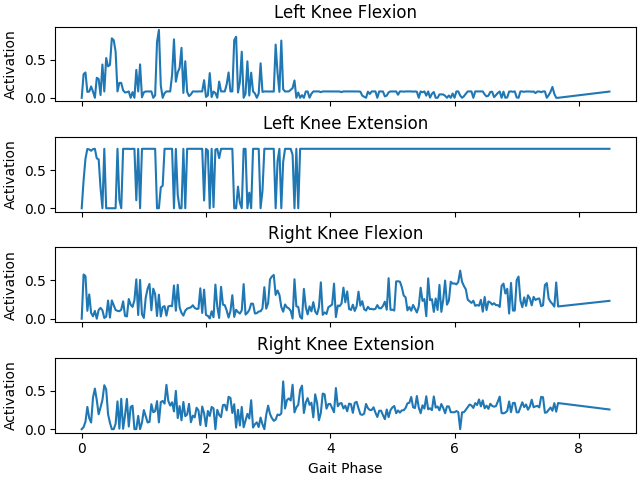 Left Knee Flexion
Activation
0.5
0.0
Left Knee Extension
Activation
0.5
0.0
Right Knee Flexion
Activation
0.5
0.0
Right Knee Extension
Activation
0.5
0.0
0 2 4 6 8
Gait Phase